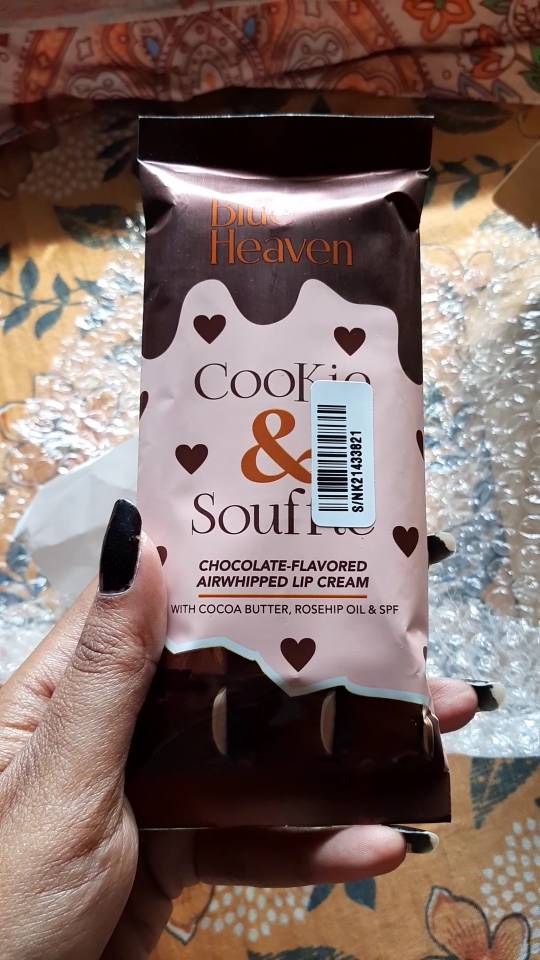 Blue
Heaven
Cookie
&
Souffle
S/NK21433821
CHOCOLATE-FLAVORED
AIRWHIPPED LIP CREAM
WITH COCOA BUTTER, ROSEHIP OIL & SPF